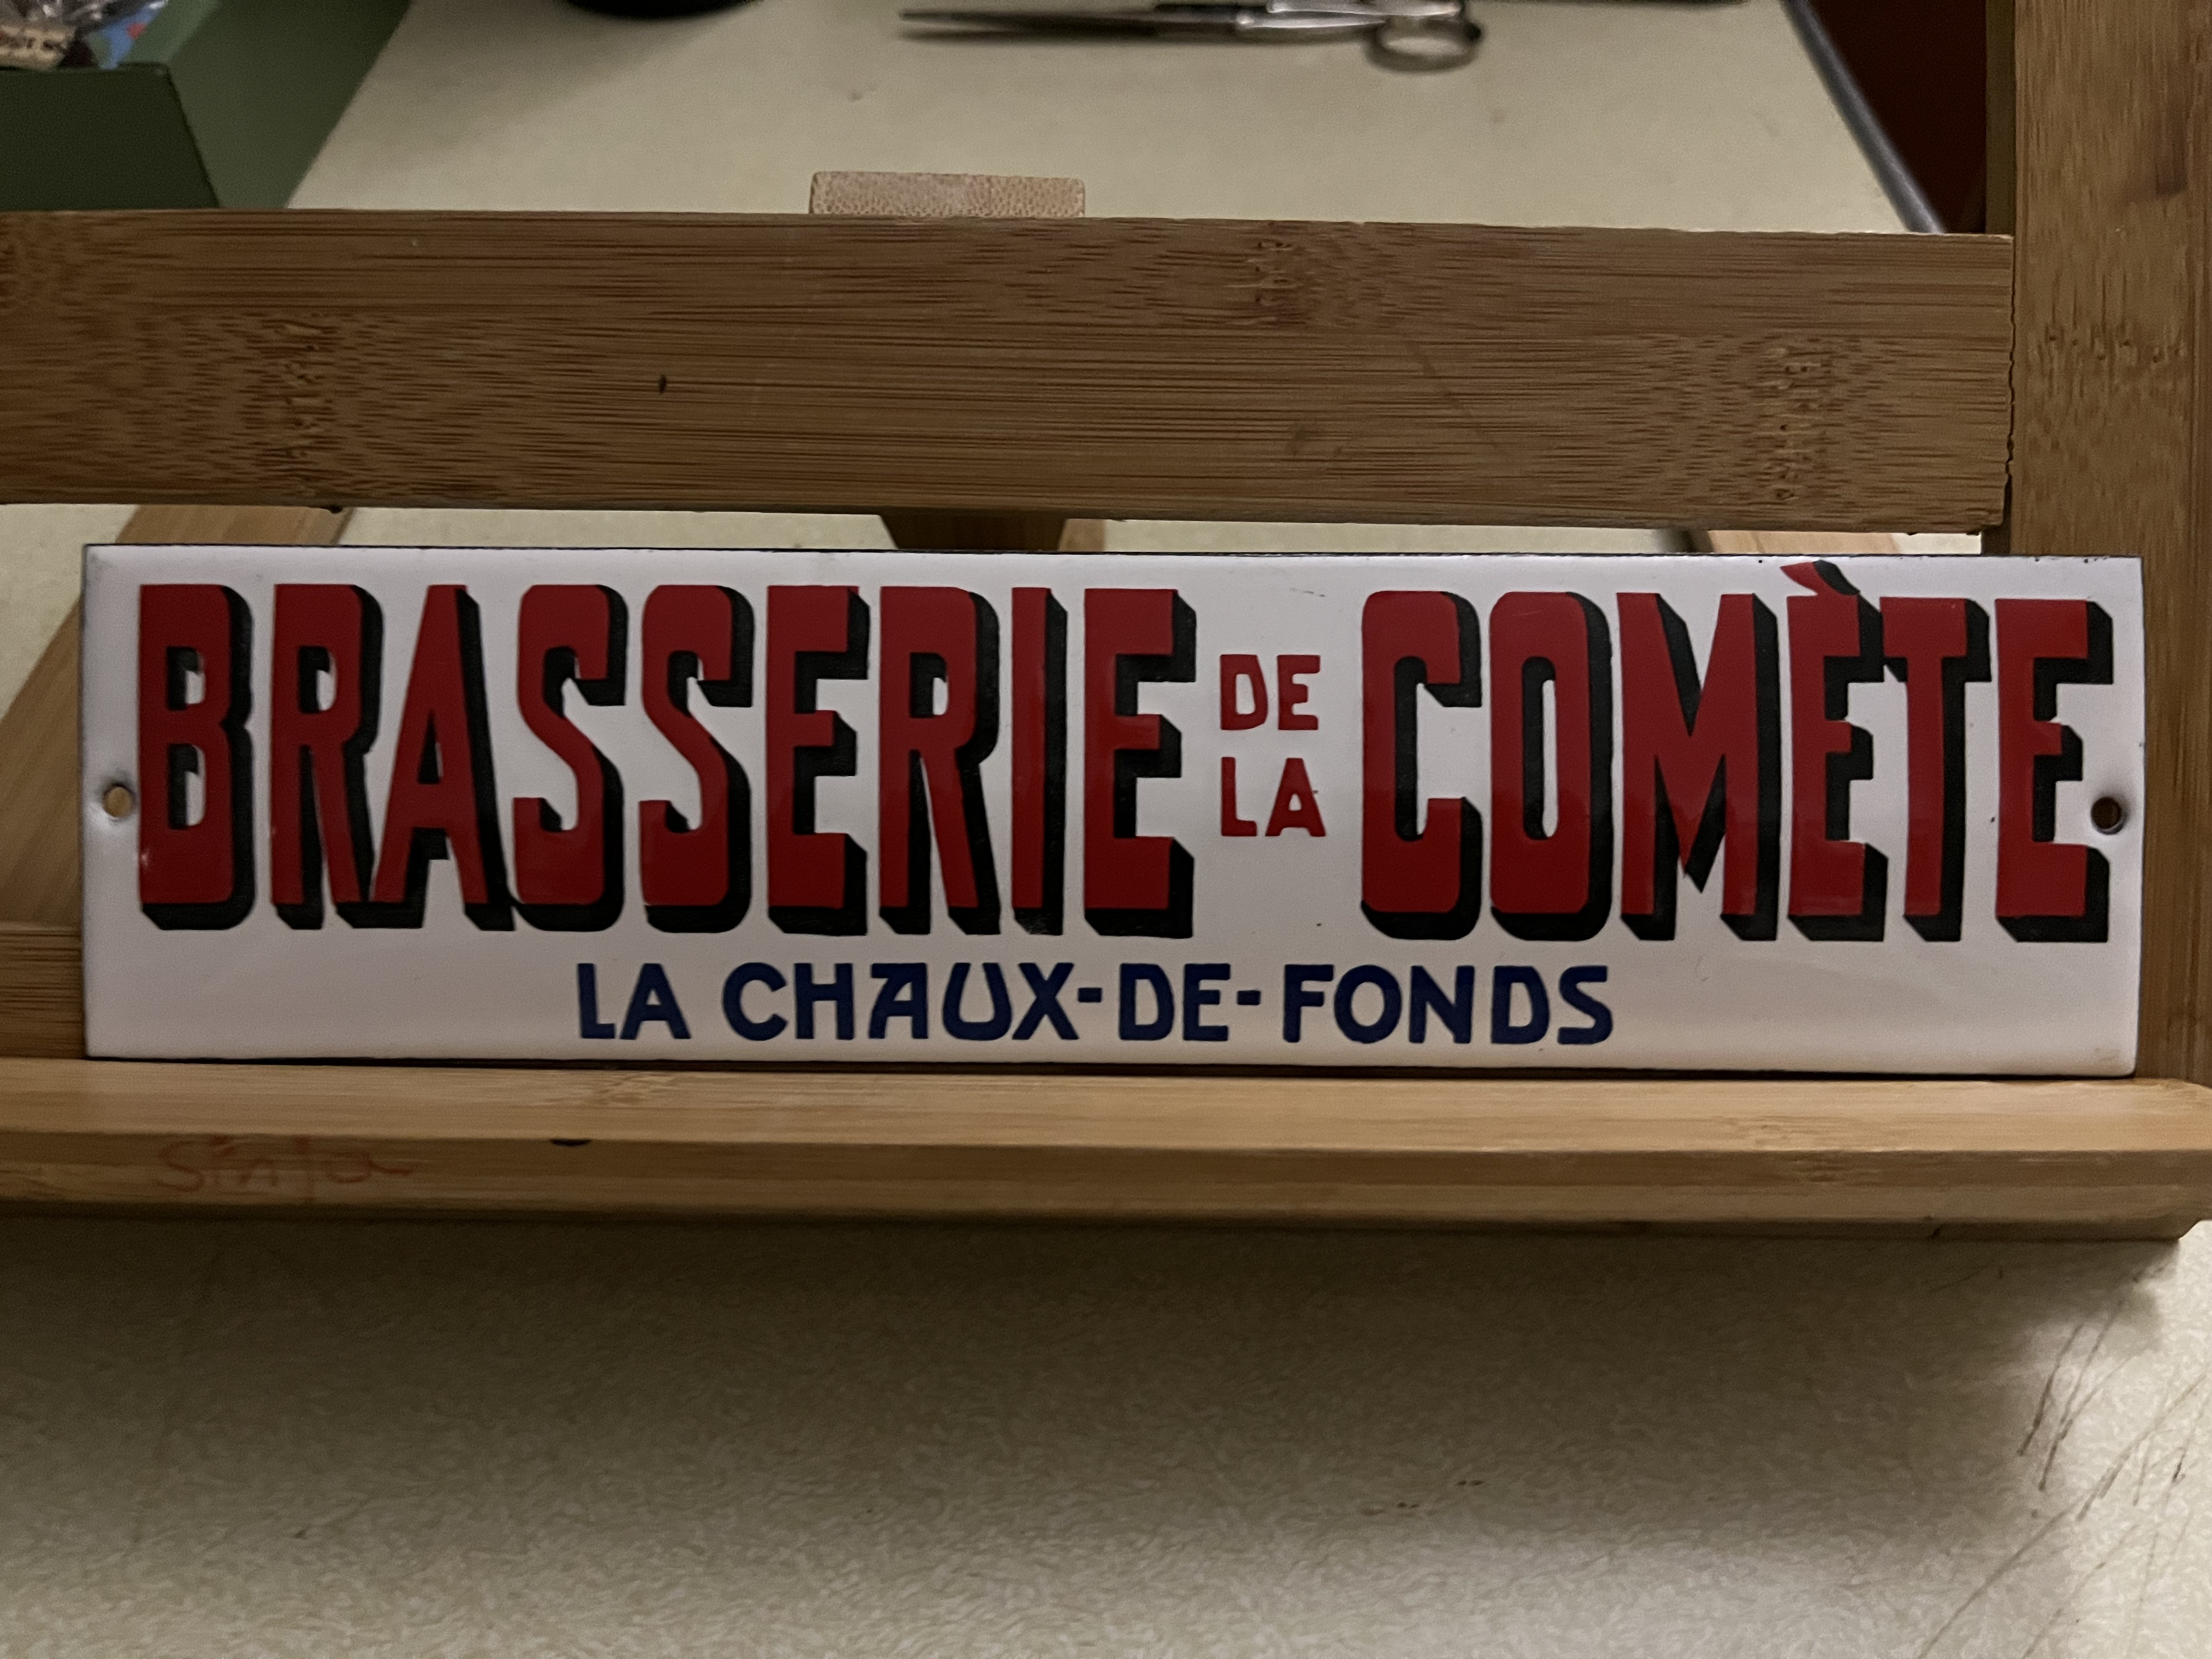 BRASSERIE DE LA COMÈTE
LA CHAUX-DE-FONDS